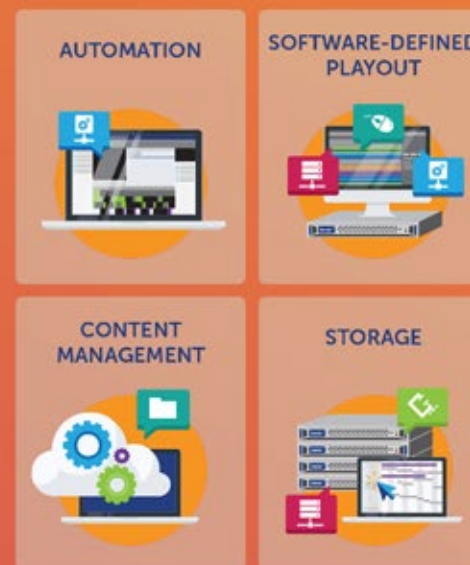 AUTOMATION
SOFTWARE-DEFINED
PLAYOUT
CONTENT
MANAGEMENT
STORAGE